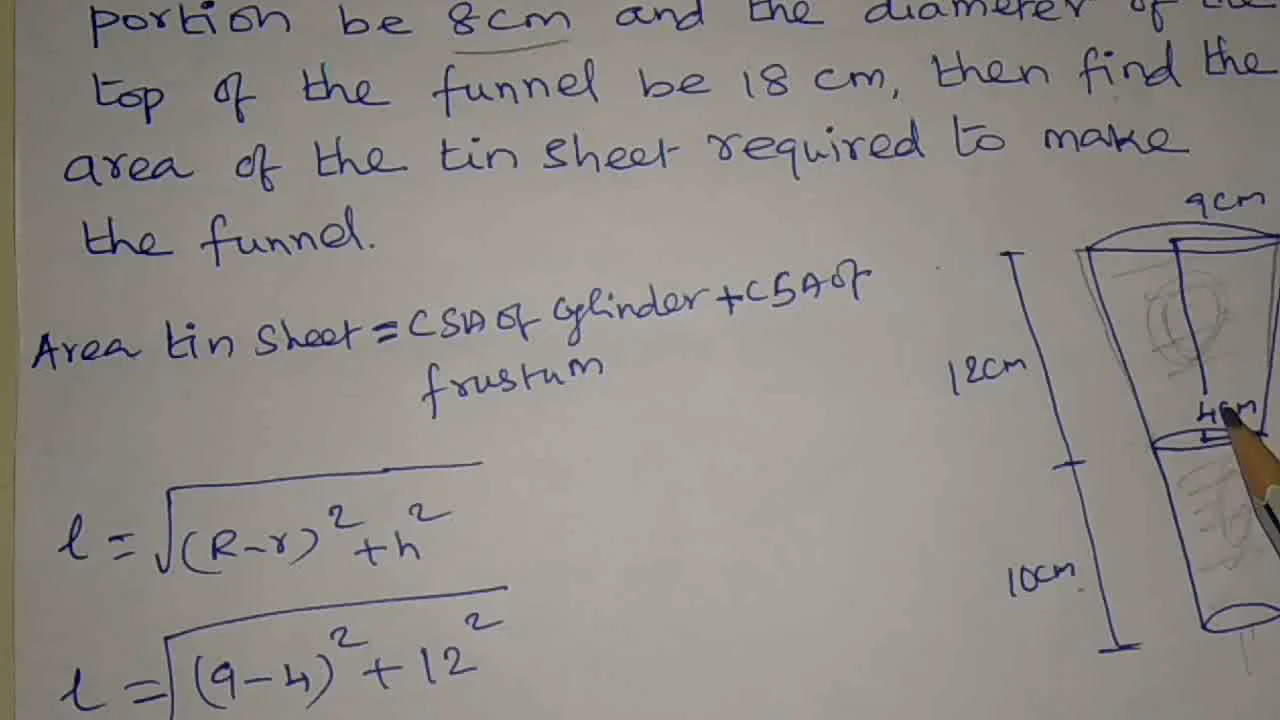 portion be 8cm and the diameter of the
top of the funnel be 18 cm, then find the
area of the tin sheet required to make
the funnel.
9cm
Area tin sheet = CSA of Cylinder + CSA of
frustum
12cm
4cm
l = √(R-r)² + h²
10cm
l = √(9-4)² + 12²